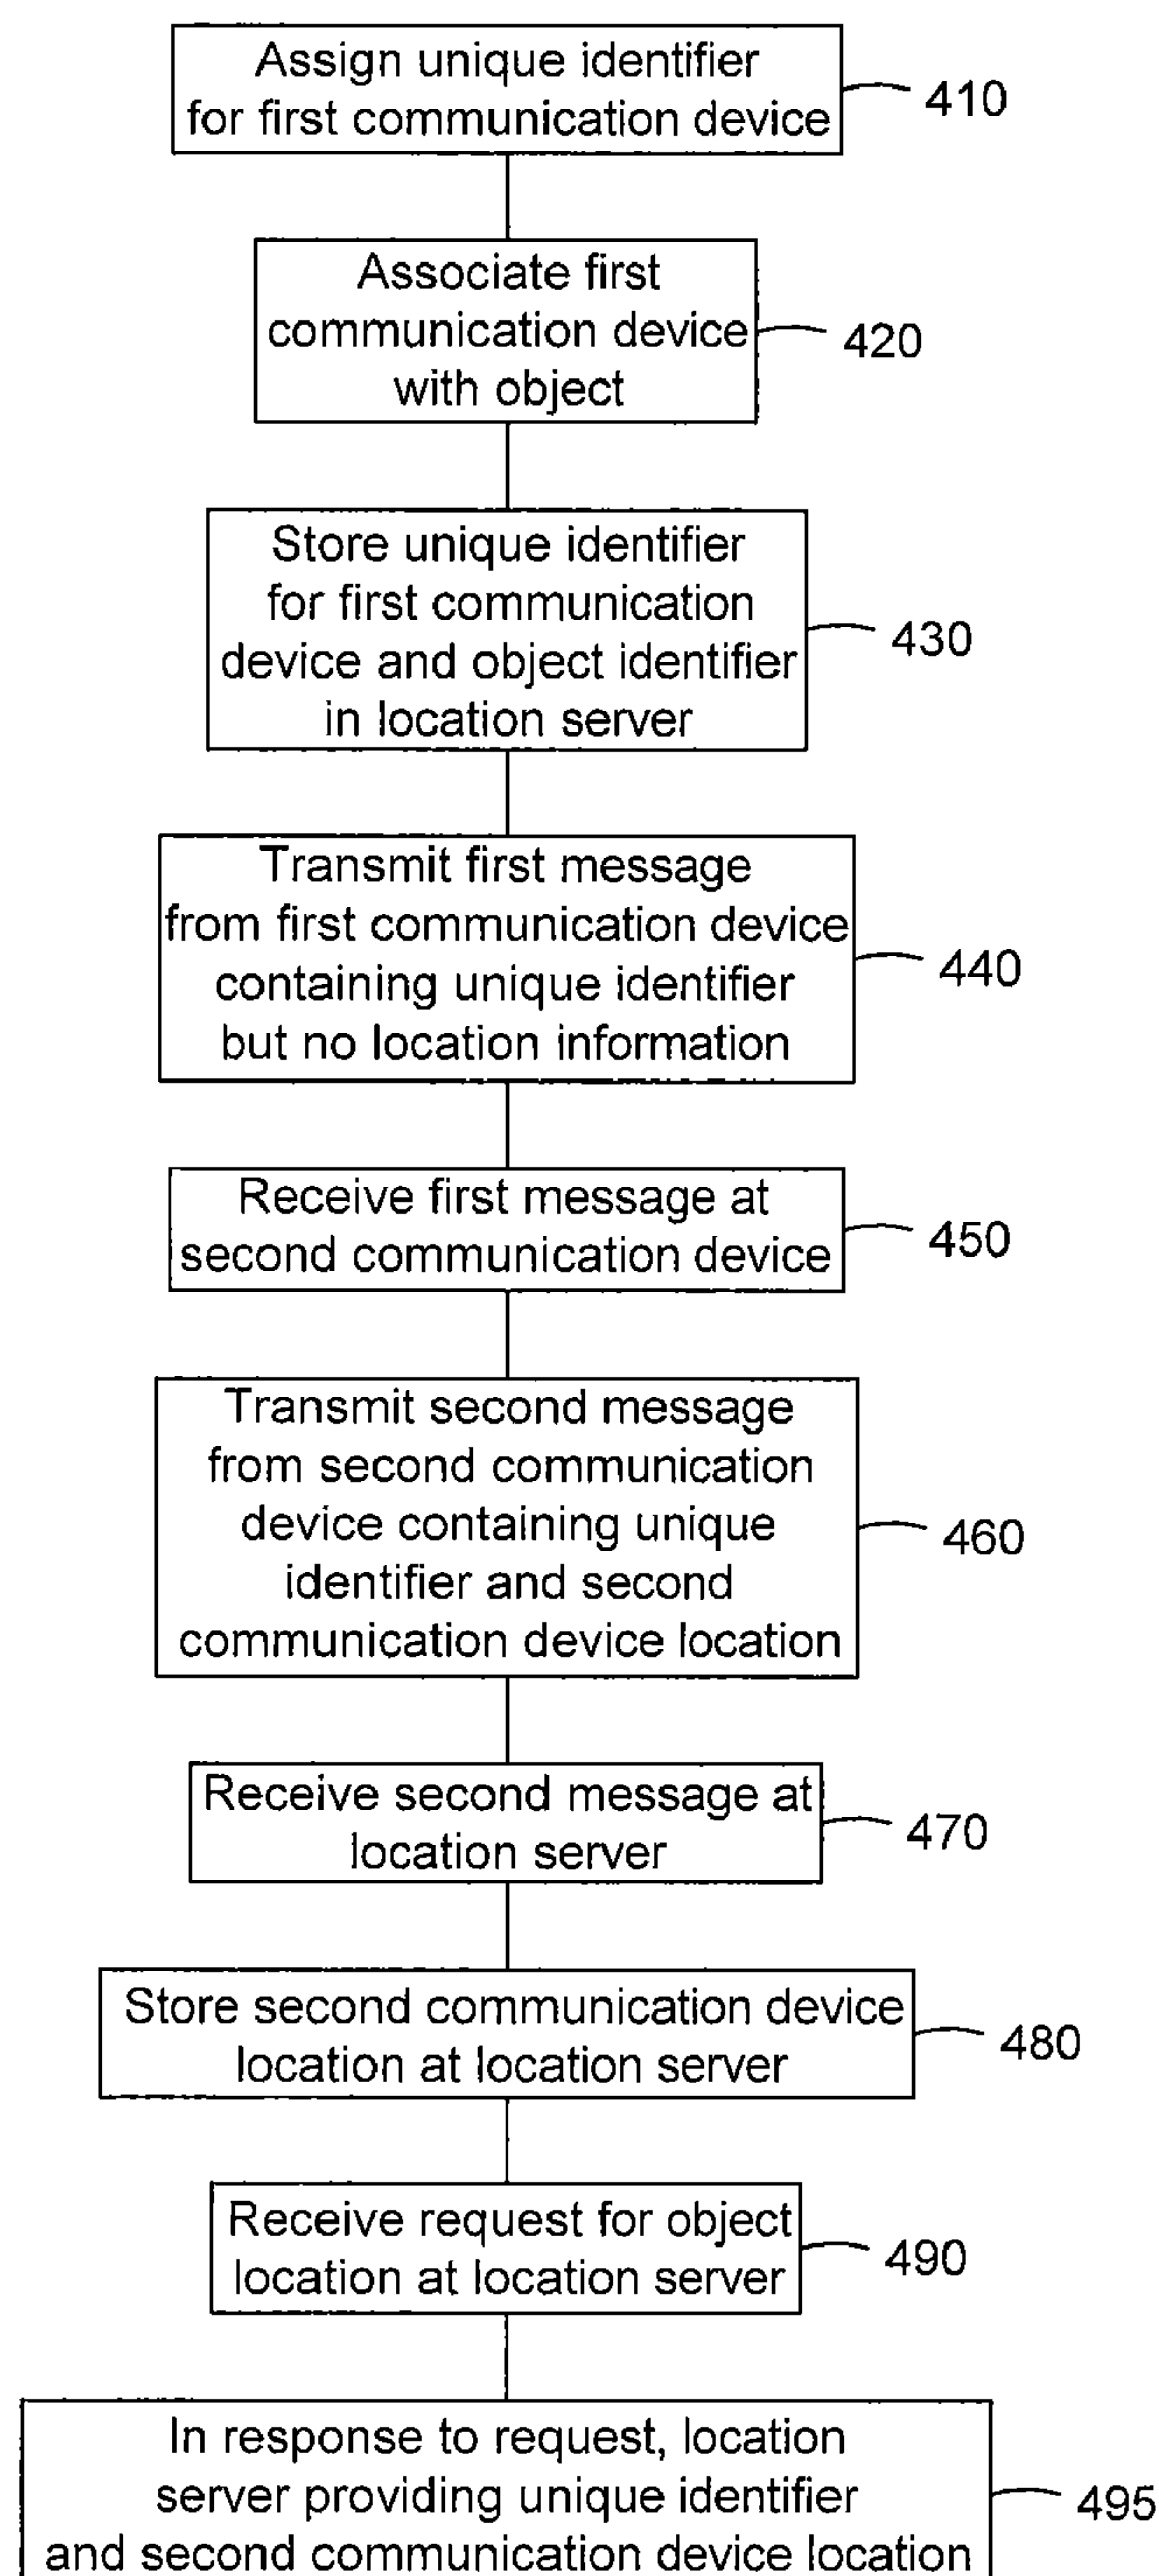 Assign unique identifier
for first communication device
410
Associate first
communication device
with object
420
Store unique identifier
for first communication
device and object identifier
in location server
430
Transmit first message
from first communication device
containing unique identifier
but no location information
440
Receive first message at
second communication device
450
Transmit second message
from second communication
device containing unique
identifier and second
communication device location
460
Receive second message at
location server
470
Store second communication device
location at location server
480
Receive request for object
location at location server
490
In response to request, location
server providing unique identifier
and second communication device location
495